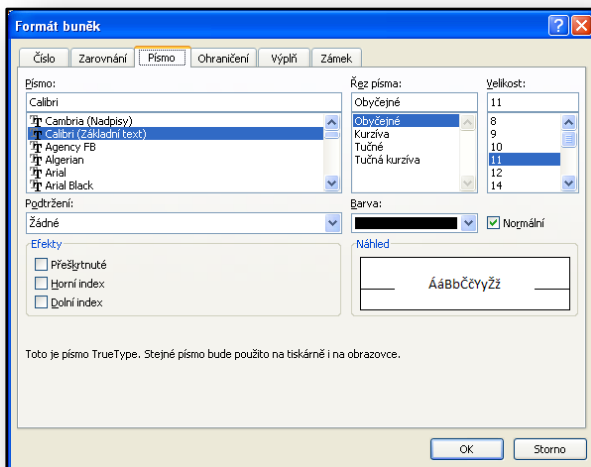 Formát buněk
Číslo Zarovnání Písmo Ohraničení Výplň Zámek
Písmo: Řez písma: Velikost:
Calibri Obyčejné 11
Cambria (Nadpisy) Obyčejné 8
Calibri (Základní text) Kurzíva 9
Agency FB Tučné 10
Algerian Tučná kurzíva 11
Arial 12
Arial Black 14
Podtržení: Barva:
Žádné Normální
Efekty Náhled
Přeškrtnuté
Horní index
Dolní index
ÁáBbČčYyŽž
Toto je písmo TrueType. Stejné písmo bude použito na tiskárně i na obrazovce.
OK Storno